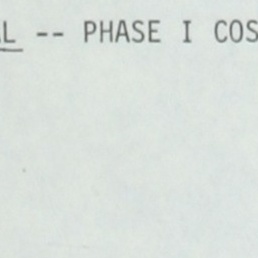 L -- PHASE I COS